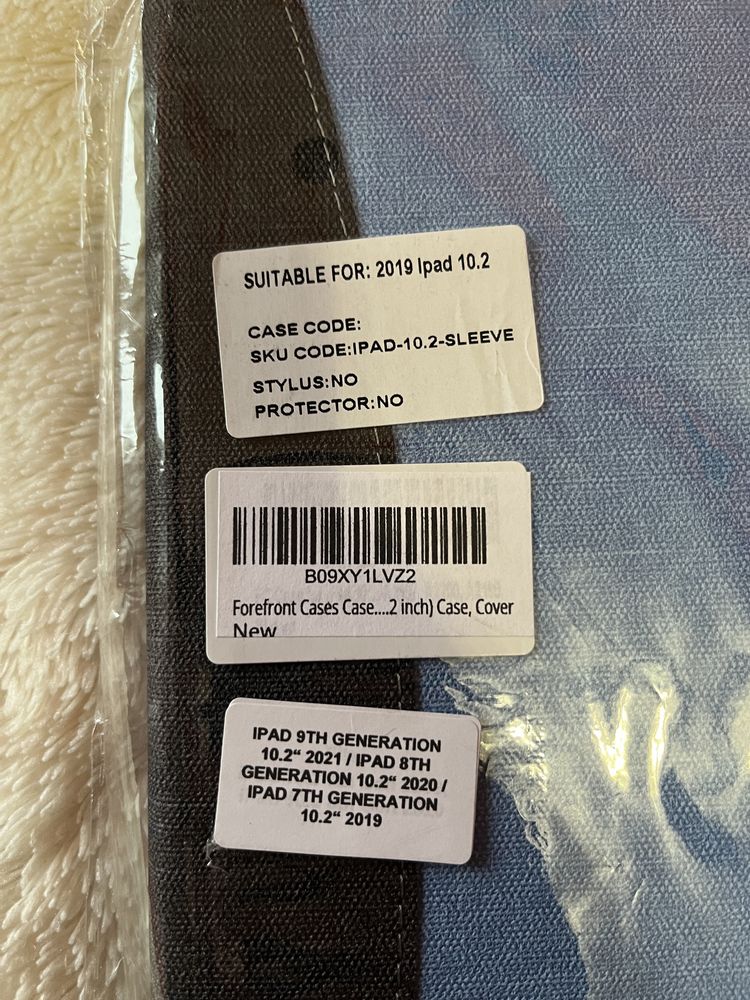 SUITABLE FOR: 2019 Ipad 10.2
CASE CODE:
SKU CODE:IPAD-10.2-SLEEVE
STYLUS:NO
PROTECTOR:NO
B09XY1LVZ2
Forefront Cases Case....2 inch) Case, Cover
New
IPAD 9TH GENERATION
10.2“ 2021 / IPAD 8TH
GENERATION 10.2“ 2020 /
IPAD 7TH GENERATION
10.2“ 2019